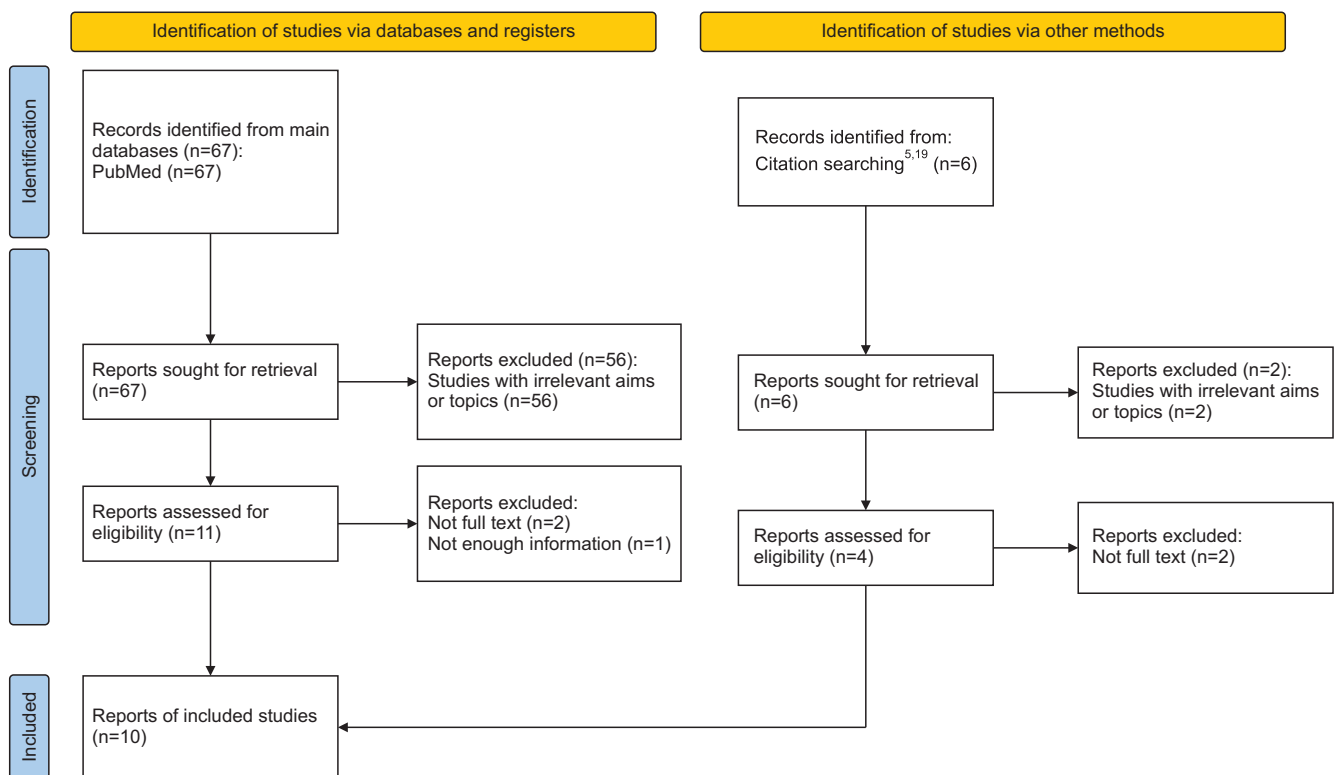 Identification of studies via databases and registers
Identification of studies via other methods
Identification
Records identified from main
databases (n=67):
PubMed (n=67)
Records identified from:
Citation searching5,19 (n=6)
Screening
Reports sought for retrieval
(n=67)
Reports excluded (n=56):
Studies with irrelevant aims
or topics (n=56)
Reports sought for retrieval
(n=6)
Reports excluded (n=2):
Studies with irrelevant aims
or topics (n=2)
Reports assessed for
eligibility (n=11)
Reports excluded:
Not full text (n=2)
Not enough information (n=1)
Reports assessed for
eligibility (n=4)
Reports excluded:
Not full text (n=2)
Included
Reports of included studies
(n=10)